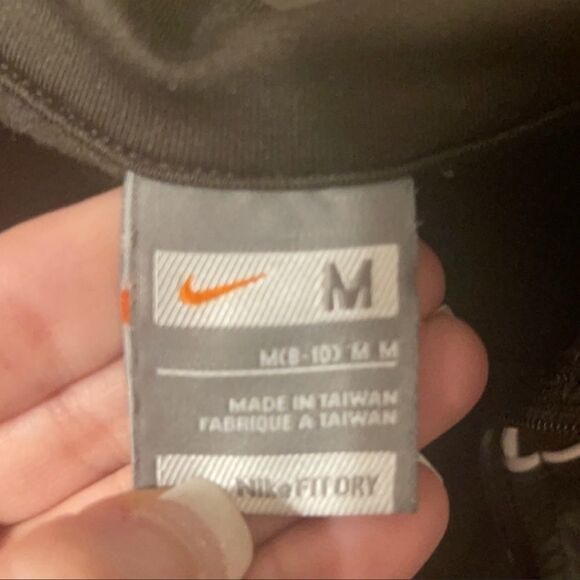 M
M(8-10) M M
MADE IN TAIWAN
FABRIQUE A TAIWAN
Nike FIT DRY